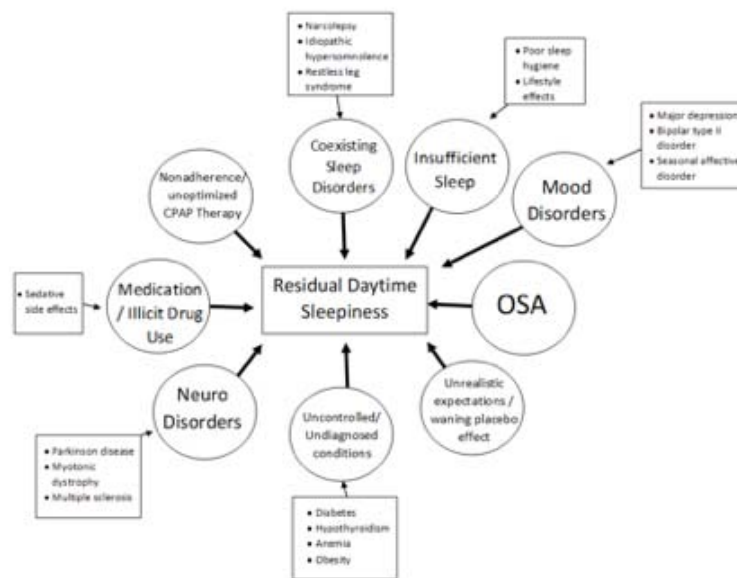 • Narcolepsy
• Idiopathic
hypersomnolence
• Restless leg
syndrome
• Poor sleep
hygiene
• Lifestyle
effects
• Major depression
• Bipolar type II
disorder
• Seasonal affective
disorder
Coexisting
Sleep
Disorders
Insufficient
Sleep
Mood
Disorders
Nonadherence/
unoptimized
CPAP Therapy
Residual Daytime
Sleepiness
• Sedative
side effects
Medication
/ Illicit Drug
Use
OSA
Neuro
Disorders
Uncontrolled/
Undiagnosed
conditions
Unrealistic
expectations /
waning placebo
effect
• Parkinson disease
• Myotonic
dystrophy
• Multiple sclerosis
• Diabetes
• Hypothyroidism
• Anemia
• Obesity